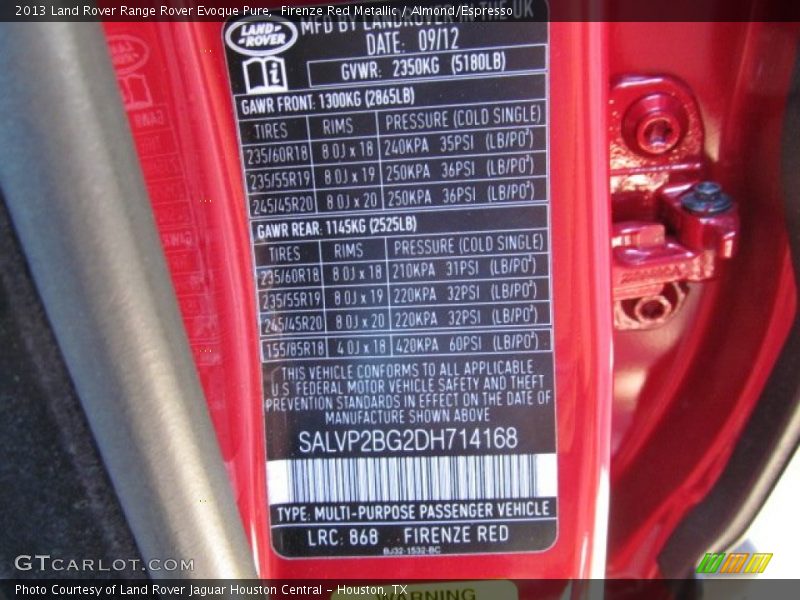 2013 Land Rover Range Rover Evoque Pure, Firenze Red Metallic / Almond/Espresso
LAND-
-ROVER
MFD BY LANDROVER IN THE UK
DATE: 09/12
GVWR: 2350KG (5180LB)
GAWR FRONT: 1300KG (2865LB)
TIRES RIMS PRESSURE (COLD SINGLE)
235/60R18 8.0J x 18 240KPA 35PSI (LB/PO²)
235/55R19 8.0J x 19 250KPA 36PSI (LB/PO²)
245/45R20 8.0J x 20 250KPA 36PSI (LB/PO²)
GAWR REAR: 1145KG (2525LB)
TIRES RIMS PRESSURE (COLD SINGLE)
235/60R18 8.0J x 18 210KPA 31PSI (LB/PO²)
235/55R19 8.0J x 19 220KPA 32PSI (LB/PO²)
245/45R20 8.0J x 20 220KPA 32PSI (LB/PO²)
155/85R18 4.0J x 18 420KPA 60PSI (LB/PO²)
THIS VEHICLE CONFORMS TO ALL APPLICABLE
U.S. FEDERAL MOTOR VEHICLE SAFETY AND THEFT
PREVENTION STANDARDS IN EFFECT ON THE DATE OF
MANUFACTURE SHOWN ABOVE
SALVP2BG2DH714168
TYPE: MULTI-PURPOSE PASSENGER VEHICLE
LRC: 868 FIRENZE RED
BJ32-1532-BC
GTCARLOT.COM
Photo Courtesy of Land Rover Jaguar Houston Central – Houston, TX
WARNING